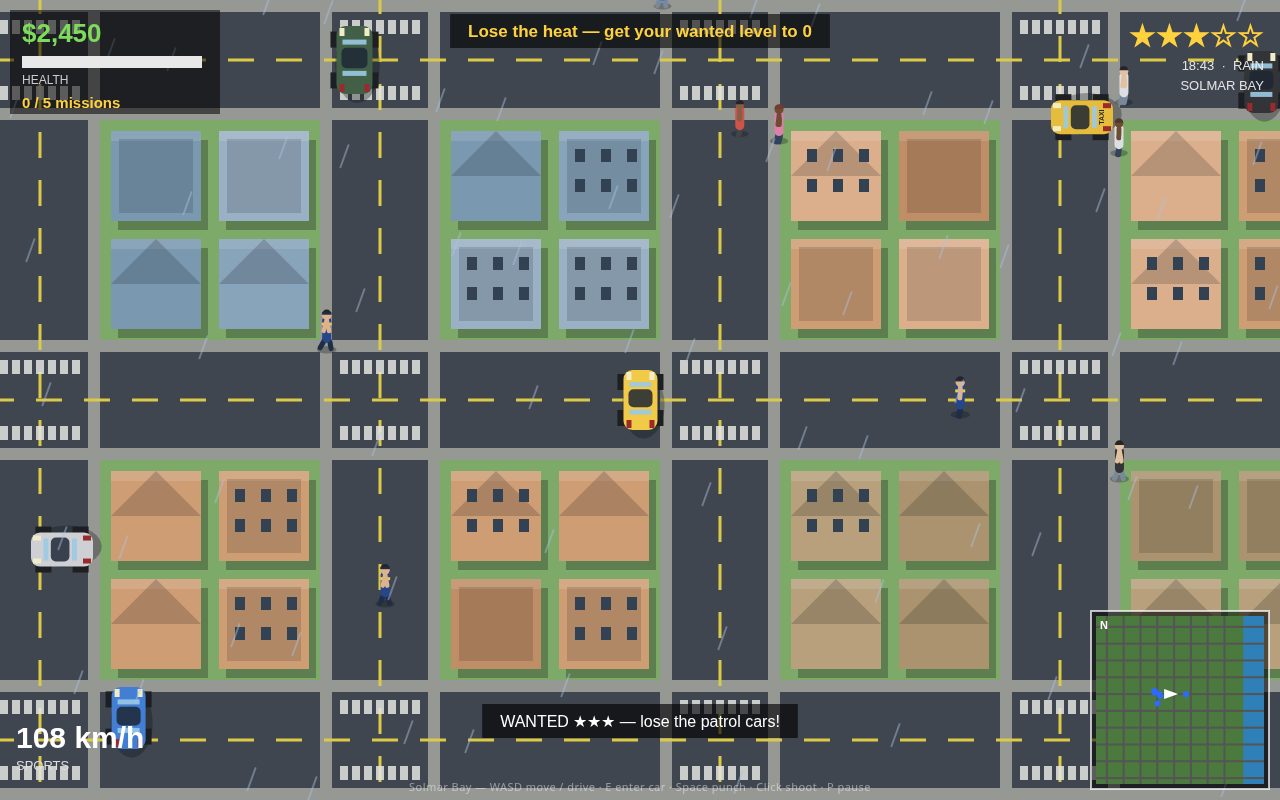 $2,450
HEALTH
0 / 5 missions
Lose the heat — get your wanted level to 0
★★★☆☆
18:43 · RAIN
SOLMAR BAY
TAXI
N
WANTED ★★★ — lose the patrol cars!
108 km/h
SPORTS
Solmar Bay — WASD move / drive · E enter car · Space punch · Click shoot · P pause